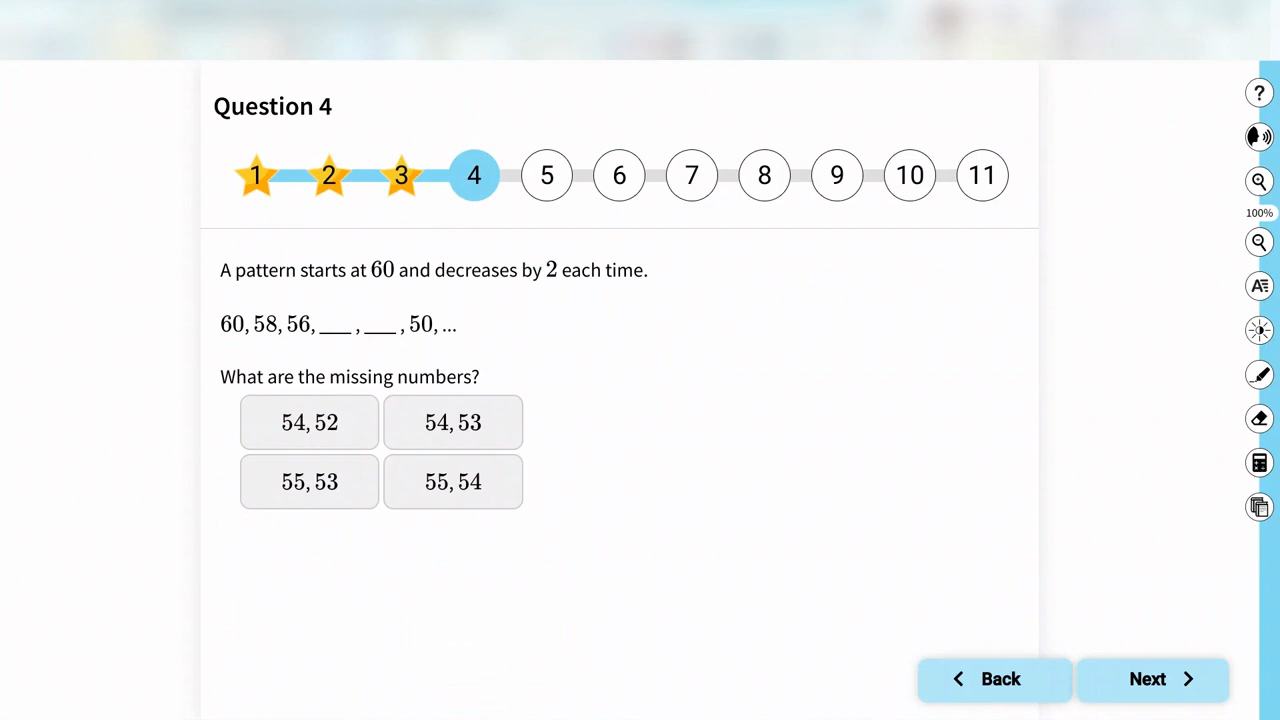 Question 4
1 2 3 4 5 6 7 8 9 10 11
?
100%
A pattern starts at 60 and decreases by 2 each time.
60, 58, 56, ___ , ___ , 50, ...
What are the missing numbers?
54, 52 54, 53
55, 53 55, 54
Back Next